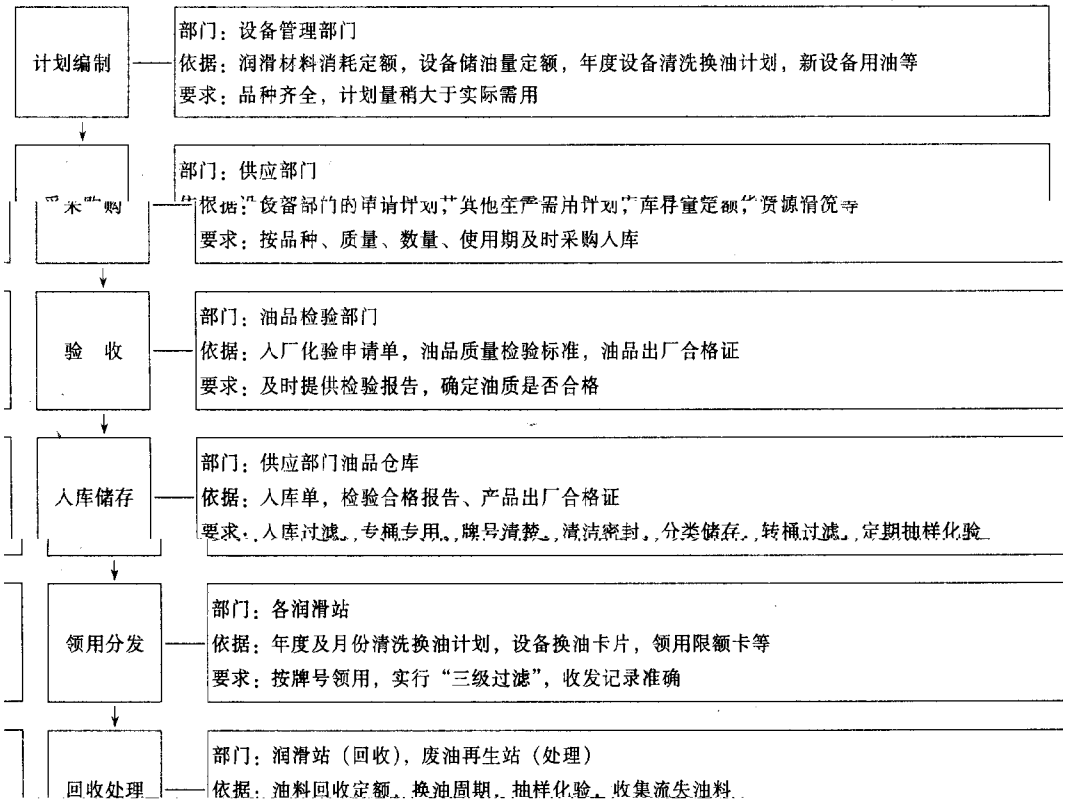 部门：设备管理部门
计划编制
依据：润滑材料消耗定额，设备储油量定额，年度设备清洗换油计划，新设备用油等
要求：品种齐全，计划量稍大于实际需用
部门：供应部门
采购
依据：设备部门的申请计划，其他生产需用计划，库存量定额，货源情况等
要求：按品种、质量、数量、使用期及时采购入库
部门：油品检验部门
验 收
依据：入厂化验申请单，油品质量检验标准，油品出厂合格证
要求：及时提供检验报告，确定油质是否合格
部门：供应部门油品仓库
入库储存
依据：入库单，检验合格报告、产品出厂合格证
要求：入库过滤，专桶专用，牌号清楚，清洁密封，分类储存，转桶过滤，定期抽样化验
部门：各润滑站
领用分发
依据：年度及月份清洗换油计划，设备换油卡片，领用限额卡等
要求：按牌号领用，实行“三级过滤”，收发记录准确
部门：润滑站（回收），废油再生站（处理）
回收处理
依据：油料回收定额，换油周期，抽样化验，收集流失油料